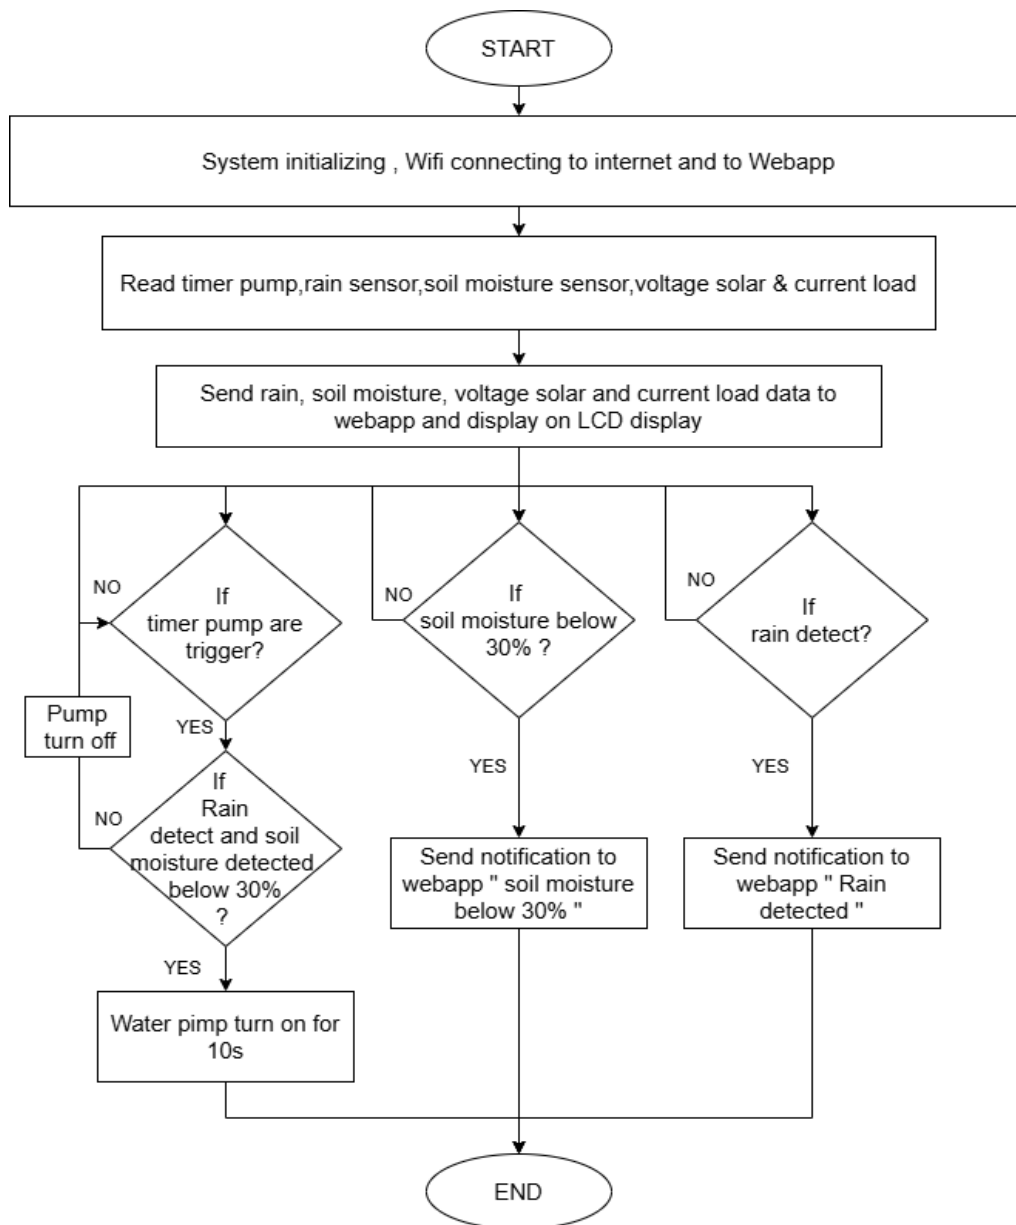 START
System initializing , Wifi connecting to internet and to Webapp
Read timer pump,rain sensor,soil moisture sensor,voltage solar & current load
Send rain, soil moisture, voltage solar and current load data to
webapp and display on LCD display
NO
If
timer pump are
trigger?
NO
If
soil moisture below
30% ?
NO
If
rain detect?
Pump
turn off
YES
YES
YES
NO
If
Rain
detect and soil
moisture detected
below 30%
?
Send notification to
webapp " soil moisture
below 30% "
Send notification to
webapp " Rain
detected "
YES
Water pimp turn on for
10s
END